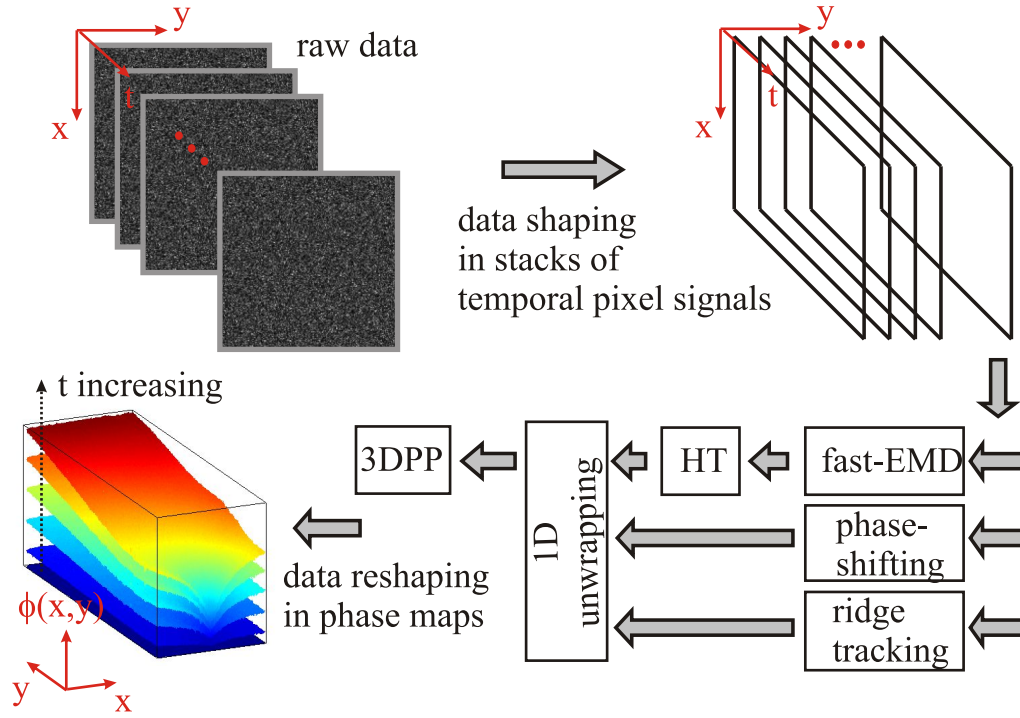 y
raw data
t
x
y
t
x
data shaping
in stacks of
temporal pixel signals
t increasing
3DPP
1D
unwrapping
HT
fast-EMD
phase-
shifting
ridge
tracking
data reshaping
in phase maps
ϕ(x,y)
y
x